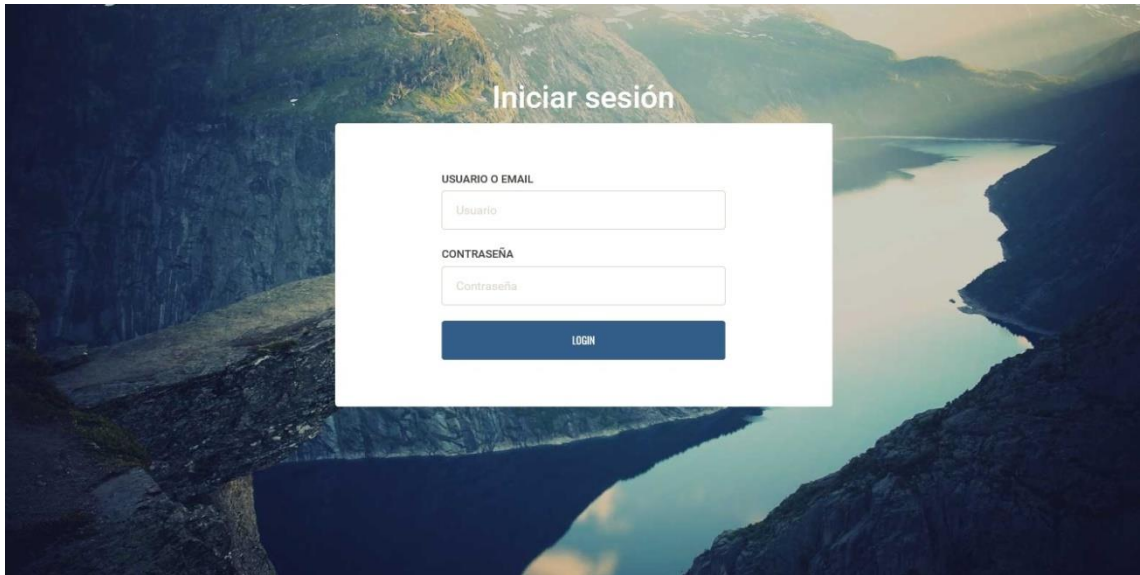 Iniciar sesión
USUARIO O EMAIL
Usuario
CONTRASEÑA
Contraseña
LOGIN